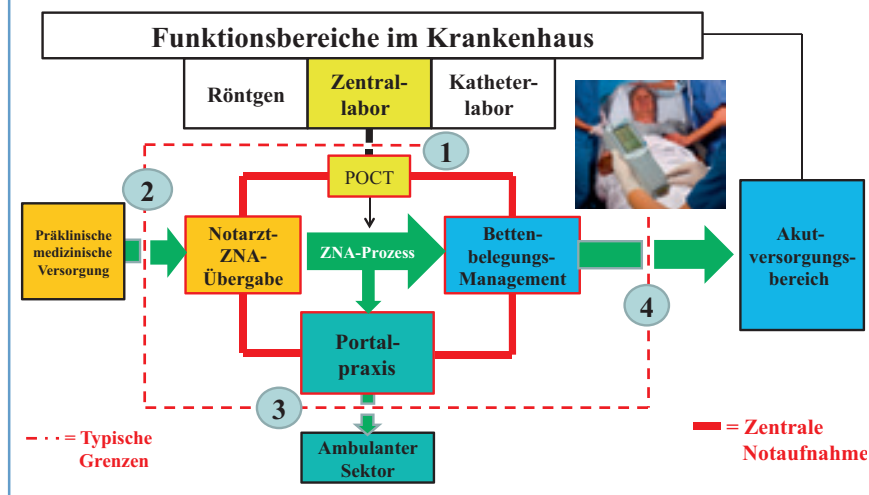 Funktionsbereiche im Krankenhaus
Röntgen
Zentral-
labor
Katheter-
labor
1
2
POCT
Präklinische
medizinische
Versorgung
Notarzt-
ZNA-
Übergabe
ZNA-Prozess
Betten-
belegungs-
Management
Akut-
versorgungs-
bereich
4
Portal-
praxis
3
= Typische
Grenzen
Ambulanter
Sektor
= Zentrale
Notaufnahme